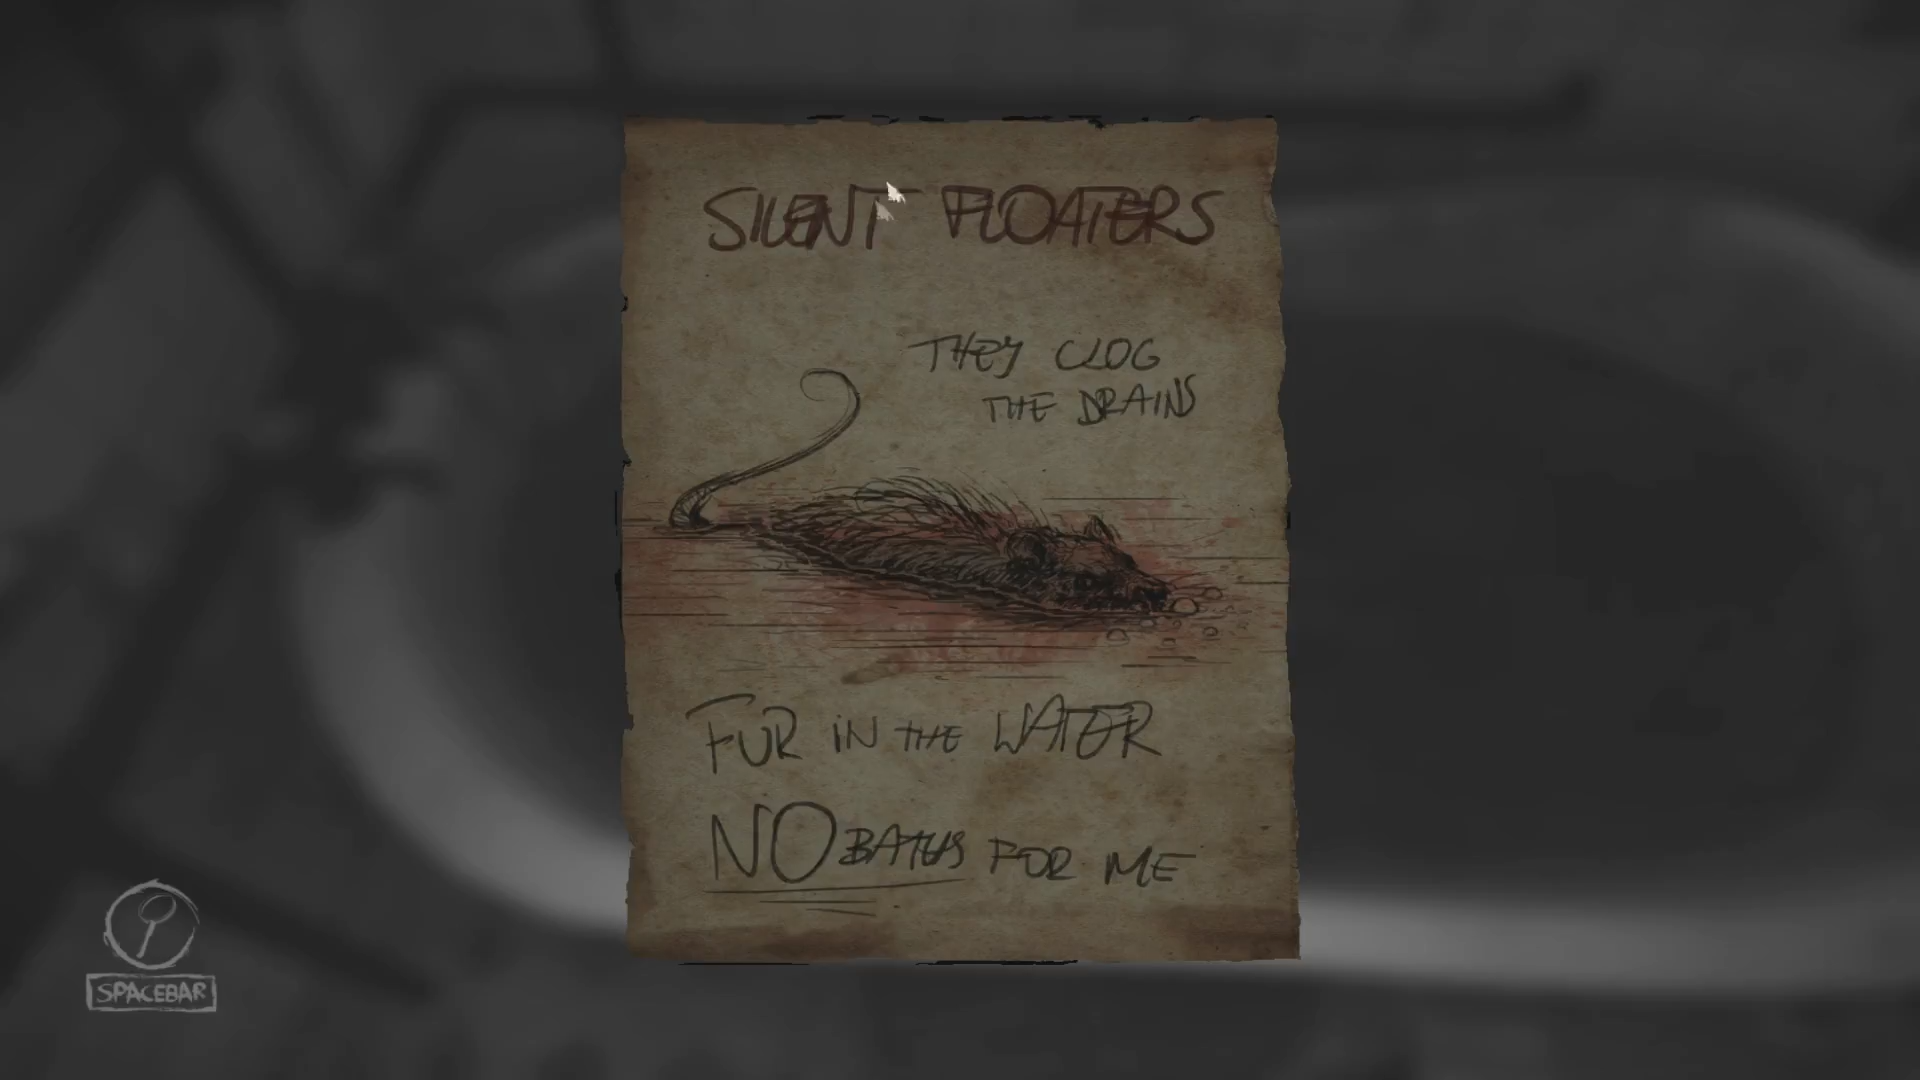 SILENT FLOATERS
THEY CLOG
THE DRAINS
FUR IN THE WATER
NO BATHS FOR ME
SPACEBAR